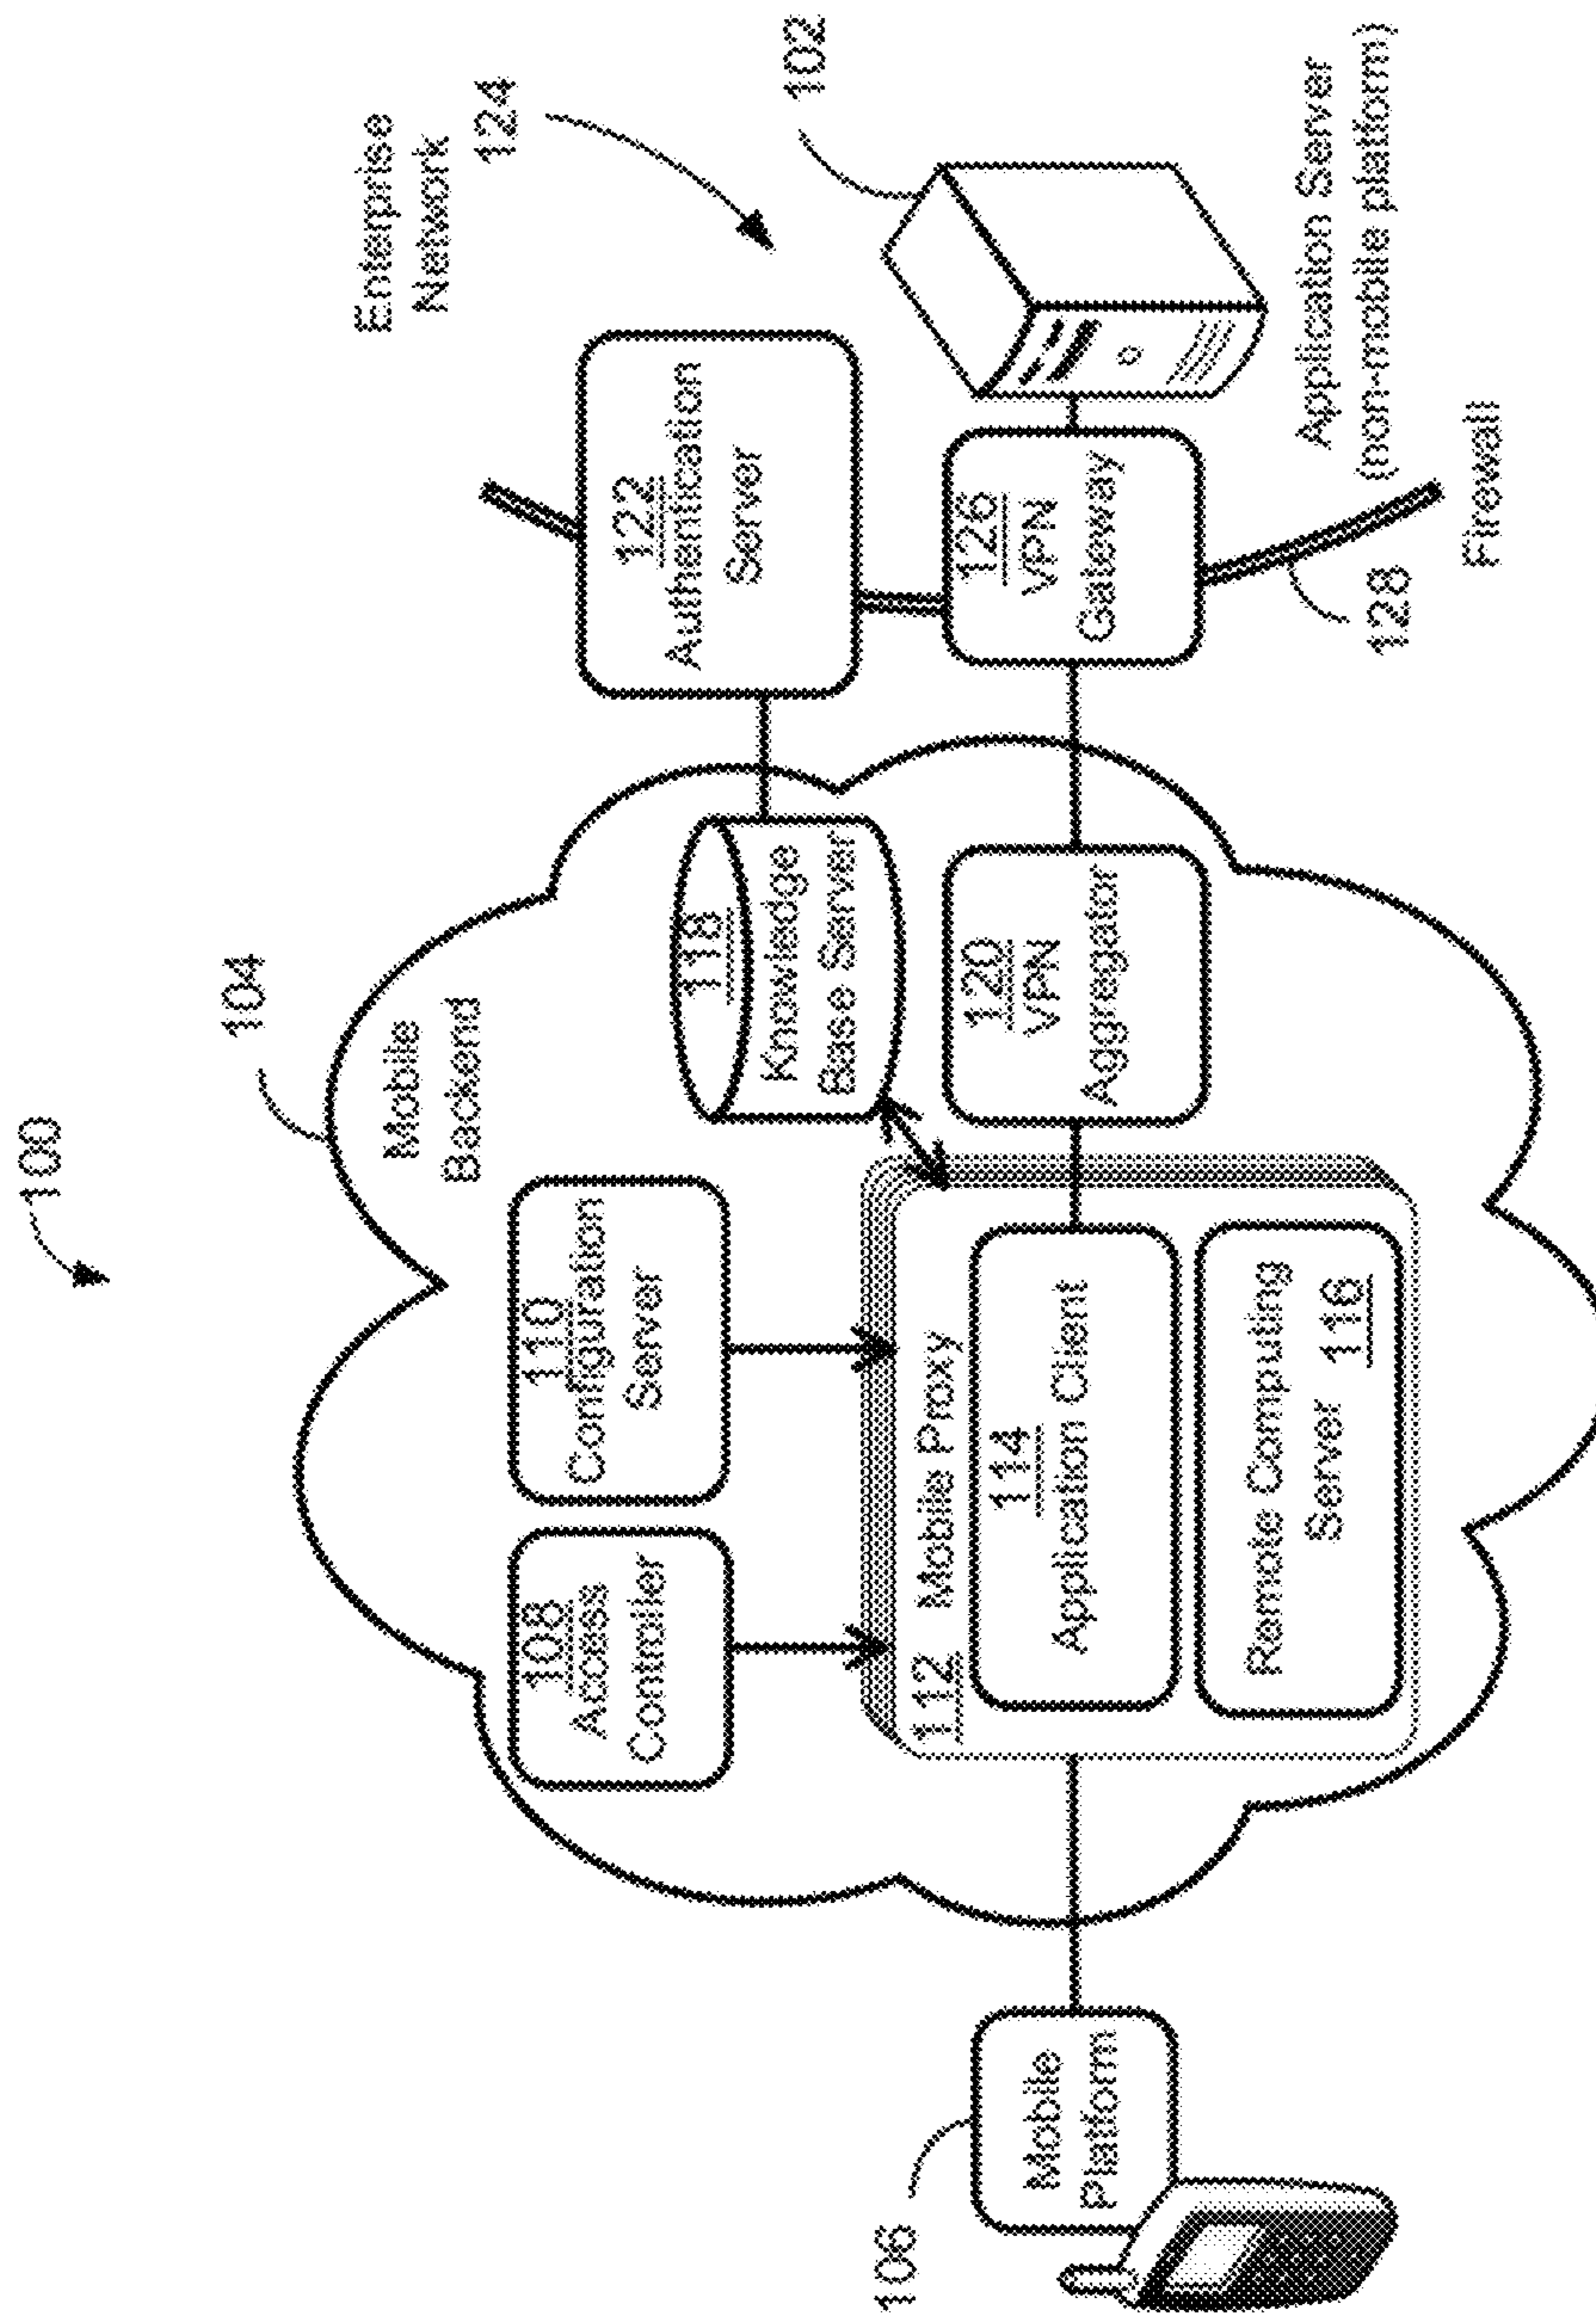 100
104
Mobile
Backend
Enterprise
Network
124
102
108
Access
Controller
110
Configuration
Server
118
Knowledge
Base Server
122
Authentication
Server
106
Mobile
Platform
112 Mobile Proxy
114
Application Client
Remote Computing
Server 116
120
VPN
Aggregator
126
VPN
Gateway
Application Server
(non-mobile platform)
128
Firewall